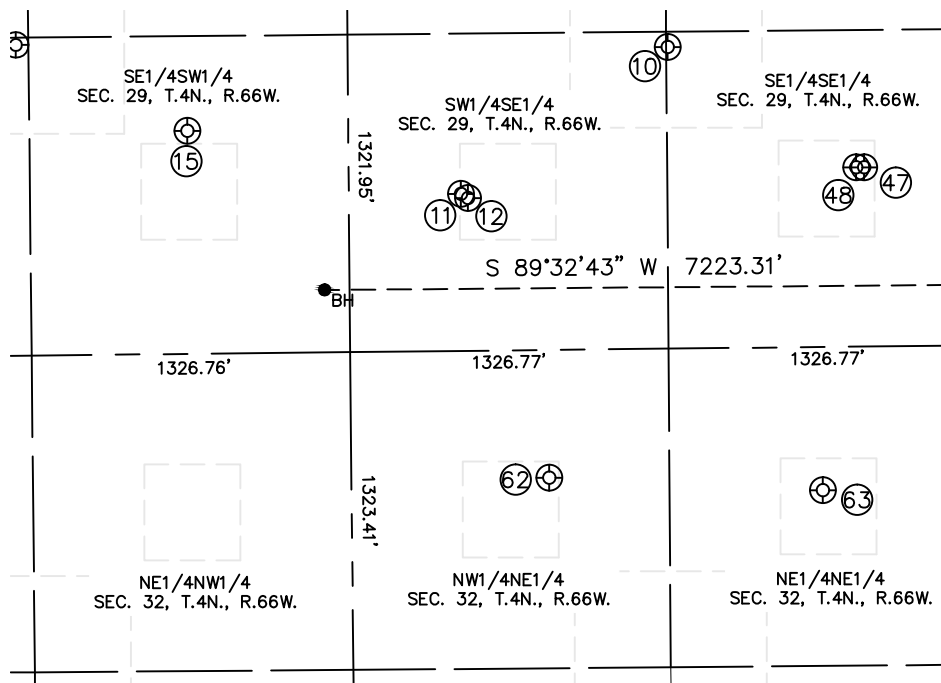 10
SE1/4SW1/4
SEC. 29, T.4N., R.66W.
SW1/4SE1/4
SEC. 29, T.4N., R.66W.
SE1/4SE1/4
SEC. 29, T.4N., R.66W.
15
1321.95'
11
12
48
47
S 89°32'43" W 7223.31'
BH
1326.76'
1326.77'
1326.77'
62
63
1323.41'
NE1/4NW1/4
SEC. 32, T.4N., R.66W.
NW1/4NE1/4
SEC. 32, T.4N., R.66W.
NE1/4NE1/4
SEC. 32, T.4N., R.66W.